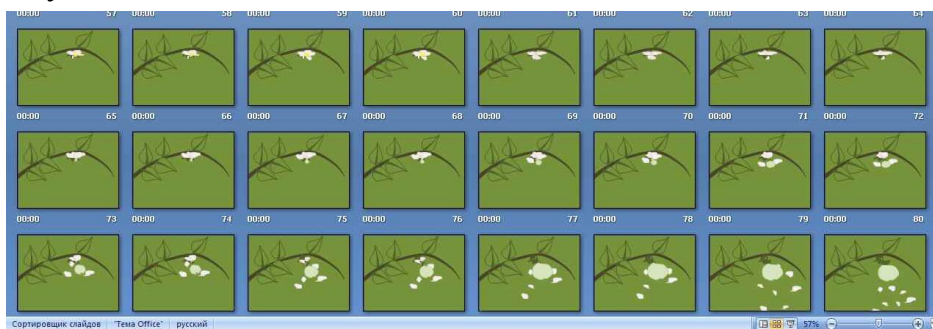 00:00 57 00:00 58 00:00 59 00:00 60 00:00 61 00:00 62 00:00 63 00:00 64
00:00 65 00:00 66 00:00 67 00:00 68 00:00 69 00:00 70 00:00 71 00:00 72
00:00 73 00:00 74 00:00 75 00:00 76 00:00 77 00:00 78 00:00 79 00:00 80
Сортировщик слайдов "Тема Office" русский 57%